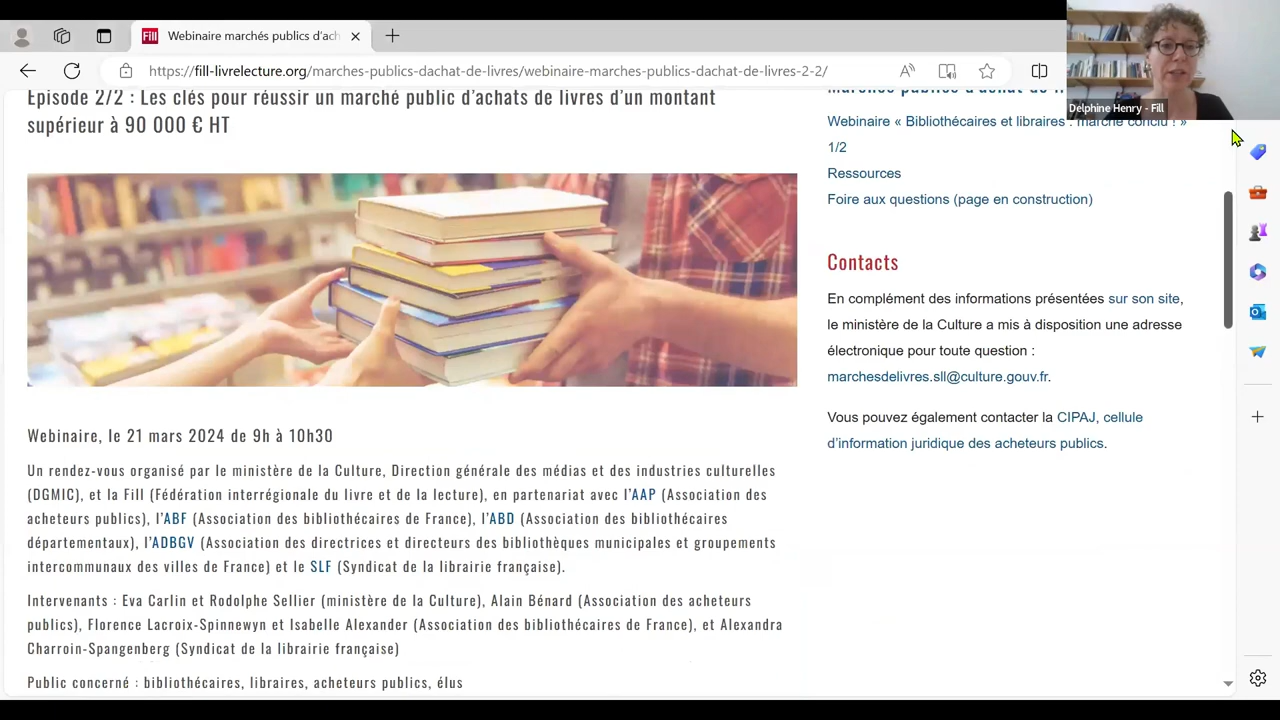 Webinaire marchés publics d'ach
https://fill-livrelecture.org/marches-publics-dachat-de-livres/webinaire-marches-publics-dachat-de-livres-2-2/
Episode 2/2 : Les clés pour réussir un marché public d'achats de livres d'un montant
supérieur à 90 000 € HT
Webinaire, le 21 mars 2024 de 9h à 10h30
Un rendez-vous organisé par le ministère de la Culture, Direction générale des médias et des industries culturelles
(DGMIC), et la Fill (Fédération interrégionale du livre et de la lecture), en partenariat avec l'AAP (Association des
acheteurs publics), l'ABF (Association des bibliothécaires de France), l'ABD (Association des bibliothécaires
départementaux), l'ADBGV (Association des directrices et directeurs des bibliothèques municipales et groupements
intercommunaux des villes de France) et le SLF (Syndicat de la librairie française).
Intervenants : Eva Carlin et Rodolphe Sellier (ministère de la Culture), Alain Bénard (Association des acheteurs
publics), Florence Lacroix-Spinnewyn et Isabelle Alexander (Association des bibliothécaires de France), et Alexandra
Charroin-Spangenberg (Syndicat de la librairie française)
Public concerné : bibliothécaires, libraires, acheteurs publics, élus
Delphine Henry - Fill
Marchés publics d'achat de
Webinaire « Bibliothécaires et libraires : marché conclu ! »
1/2
Ressources
Foire aux questions (page en construction)
Contacts
En complément des informations présentées sur son site,
le ministère de la Culture a mis à disposition une adresse
électronique pour toute question :
marchesdelivres.sll@culture.gouv.fr.
Vous pouvez également contacter la CIPAJ, cellule
d'information juridique des acheteurs publics.